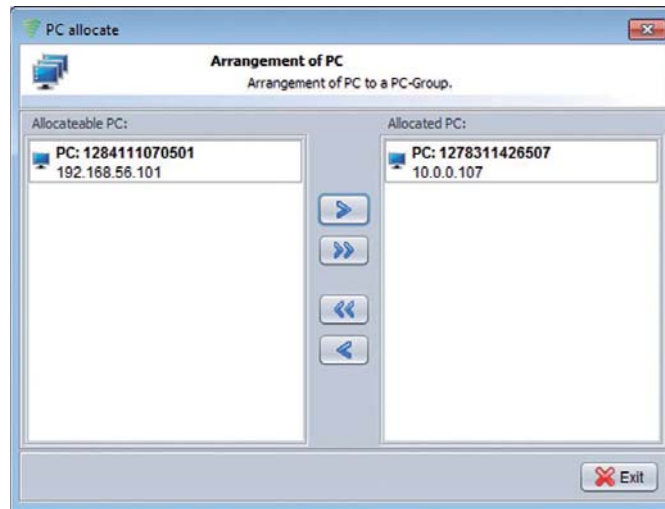 PC allocate
Arrangement of PC
Arrangement of PC to a PC-Group.
Allocateable PC:
PC: 1284111070501
192.168.56.101
Allocated PC:
PC: 1278311426507
10.0.0.107
Exit